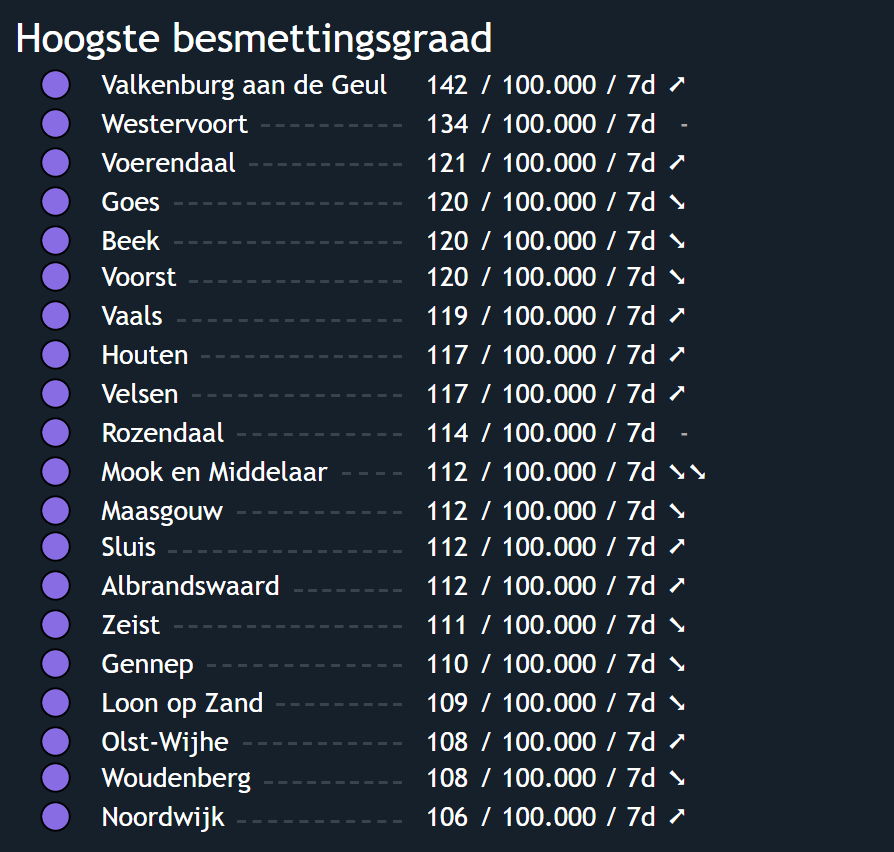 Hoogste besmettingsgraad
Valkenburg aan de Geul 142 / 100.000 / 7d ➚
Westervoort 134 / 100.000 / 7d -
Voerendaal 121 / 100.000 / 7d ➚
Goes 120 / 100.000 / 7d ➘
Beek 120 / 100.000 / 7d ➘
Voorst 120 / 100.000 / 7d ➘
Vaals 119 / 100.000 / 7d ➚
Houten 117 / 100.000 / 7d ➚
Velsen 117 / 100.000 / 7d ➚
Rozendaal 114 / 100.000 / 7d -
Mook en Middelaar 112 / 100.000 / 7d ➘➘
Maasgouw 112 / 100.000 / 7d ➘
Sluis 112 / 100.000 / 7d ➚
Albrandswaard 112 / 100.000 / 7d ➚
Zeist 111 / 100.000 / 7d ➘
Gennep 110 / 100.000 / 7d ➘
Loon op Zand 109 / 100.000 / 7d ➘
Olst-Wijhe 108 / 100.000 / 7d ➚
Woudenberg 108 / 100.000 / 7d ➘
Noordwijk 106 / 100.000 / 7d ➚